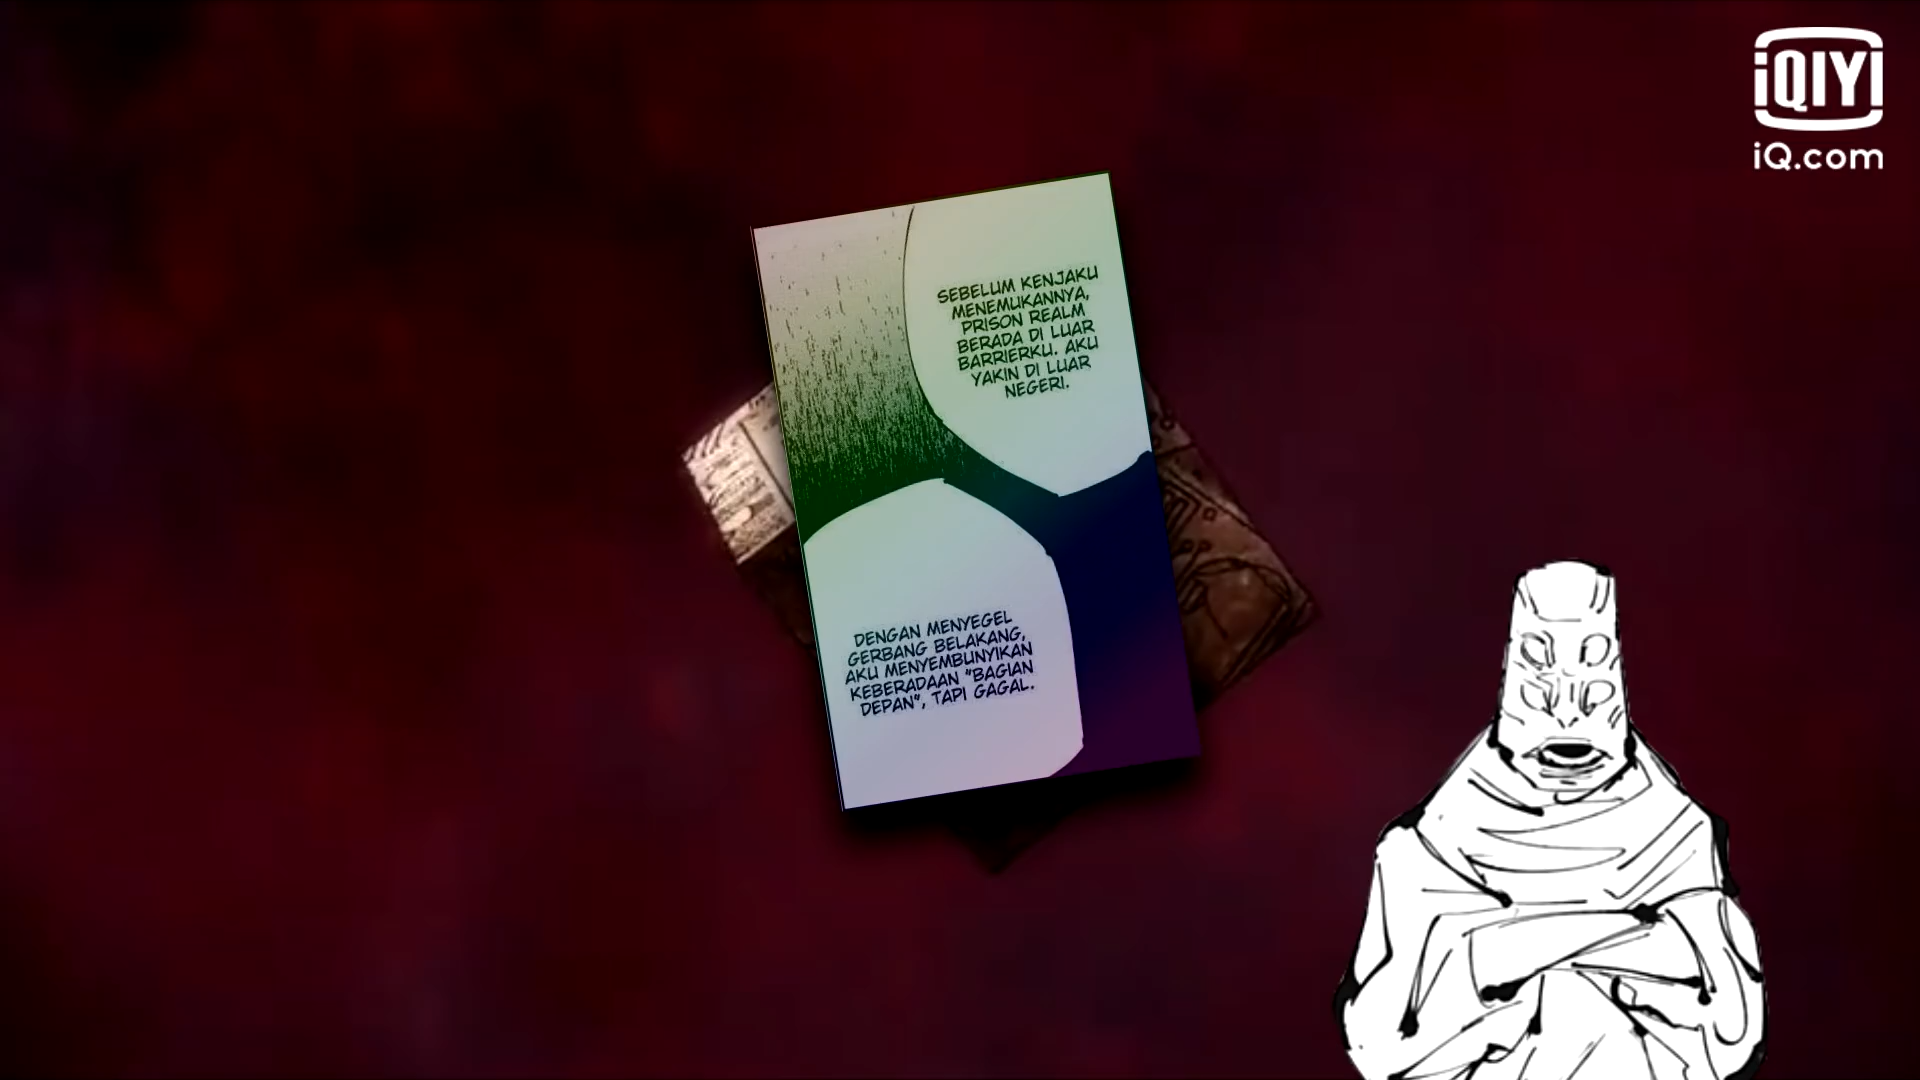 iQIYI
iQ.com
SEBELUM KENJAKU
MENEMUKANNYA,
PRISON REALM
BERADA DI LUAR
BARRIERKU. AKU
YAKIN DI LUAR
NEGERI.
DENGAN MENYEGEL
GERBANG BELAKANG,
AKU MENYEMBUNYIKAN
KEBERADAAN "BAGIAN
DEPAN", TAPI GAGAL.